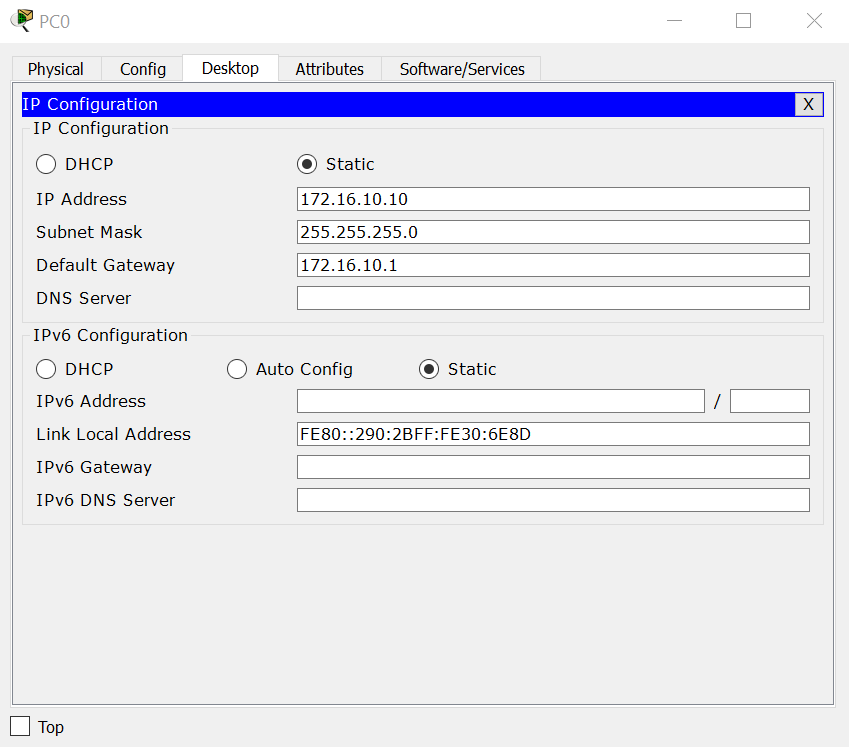 PC0
Physical Config Desktop Attributes Software/Services
IP Configuration X
IP Configuration
DHCP Static
IP Address 172.16.10.10
Subnet Mask 255.255.255.0
Default Gateway 172.16.10.1
DNS Server
IPv6 Configuration
DHCP Auto Config Static
IPv6 Address /
Link Local Address FE80::290:2BFF:FE30:6E8D
IPv6 Gateway
IPv6 DNS Server
Top